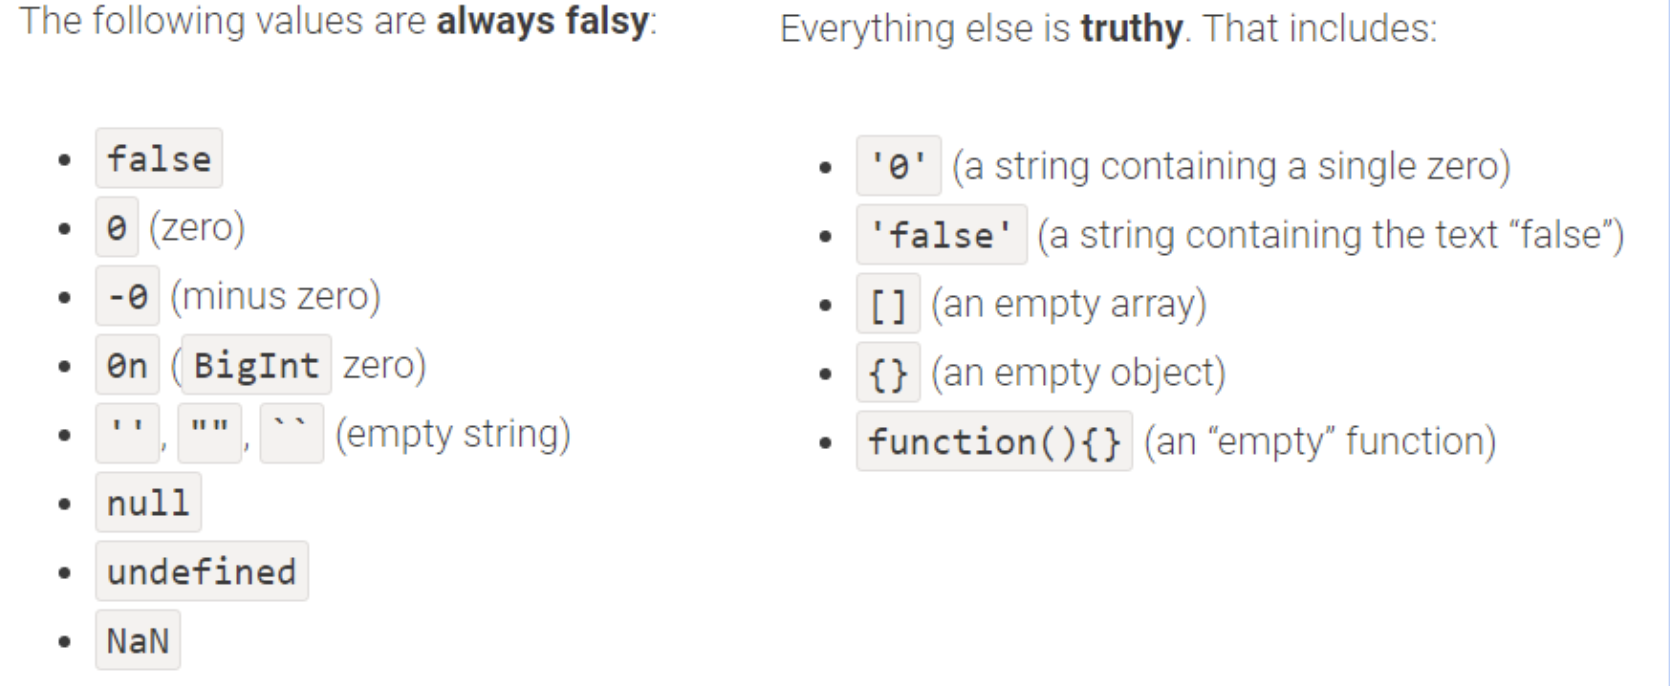 The following values are always falsy:
• false
• 0 (zero)
• -0 (minus zero)
• 0n (BigInt zero)
• '', "", `` (empty string)
• null
• undefined
• NaN
Everything else is truthy. That includes:
• '0' (a string containing a single zero)
• 'false' (a string containing the text “false”)
• [] (an empty array)
• {} (an empty object)
• function(){} (an “empty” function)